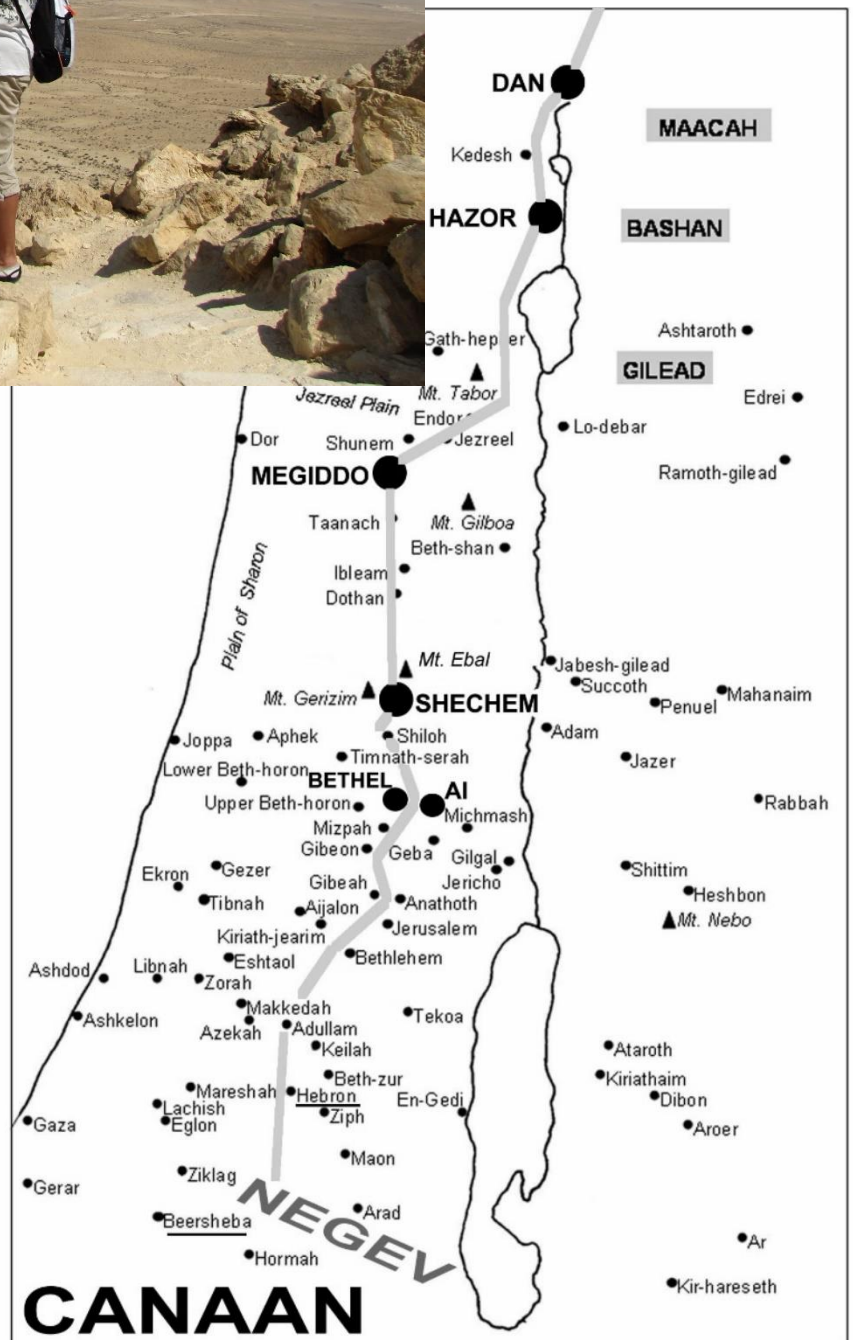 DAN
MAACAH
Kedesh
HAZOR
BASHAN
Ashtaroth
Gath-hepher
GILEAD
Mt. Tabor
Edrei
Jezreel Plain
Endor
Lo-debar
Dor
Shunem
Jezreel
MEGIDDO
Ramoth-gilead
Taanach
Mt. Gilboa
Beth-shan
Plain of Sharon
Ibleam
Dothan
Mt. Ebal
Jabesh-gilead
Succoth
Mt. Gerizim
SHECHEM
Penuel
Mahanaim
Joppa
Aphek
Shiloh
Adam
Timnath-serah
Jazer
Lower Beth-horon
BETHEL
AI
Upper Beth-horon
Rabbah
Michmash
Mizpah
Gibeon
Geba
Gilgal
Ekron
Gezer
Jericho
Shittim
Gibeah
Heshbon
Tibnah
Aijalon
Anathoth
Mt. Nebo
Kiriath-jearim
Jerusalem
Ashdod
Libnah
Eshtaol
Bethlehem
Zorah
Makkedah
Ashkelon
Azekah
Adullam
Tekoa
Keilah
Ataroth
Beth-zur
Kiriathaim
Mareshah
Hebron
En-Gedi
Dibon
Lachish
Ziph
Gaza
Eglon
Aroer
Maon
Ziklag
Gerar
NEGEV
Beersheba
Arad
Ar
Hormah
Kir-hareseth
CANAAN